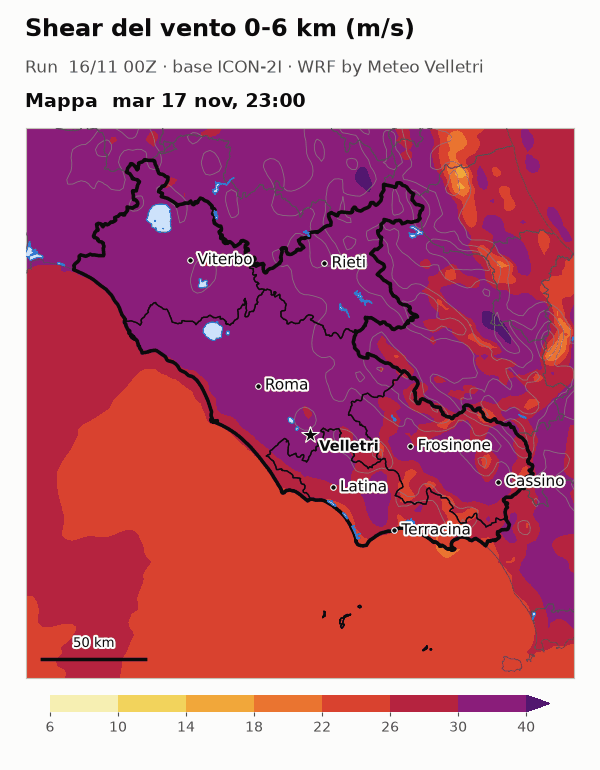 Shear del vento 0-6 km (m/s)
Run  16/11 00Z · base ICON-2I · WRF by Meteo Velletri
Mappa  mar 17 nov, 23:00
Viterbo
Rieti
Roma
Velletri
Frosinone
Cassino
Latina
Terracina
50 km
6 10 14 18 22 26 30 40